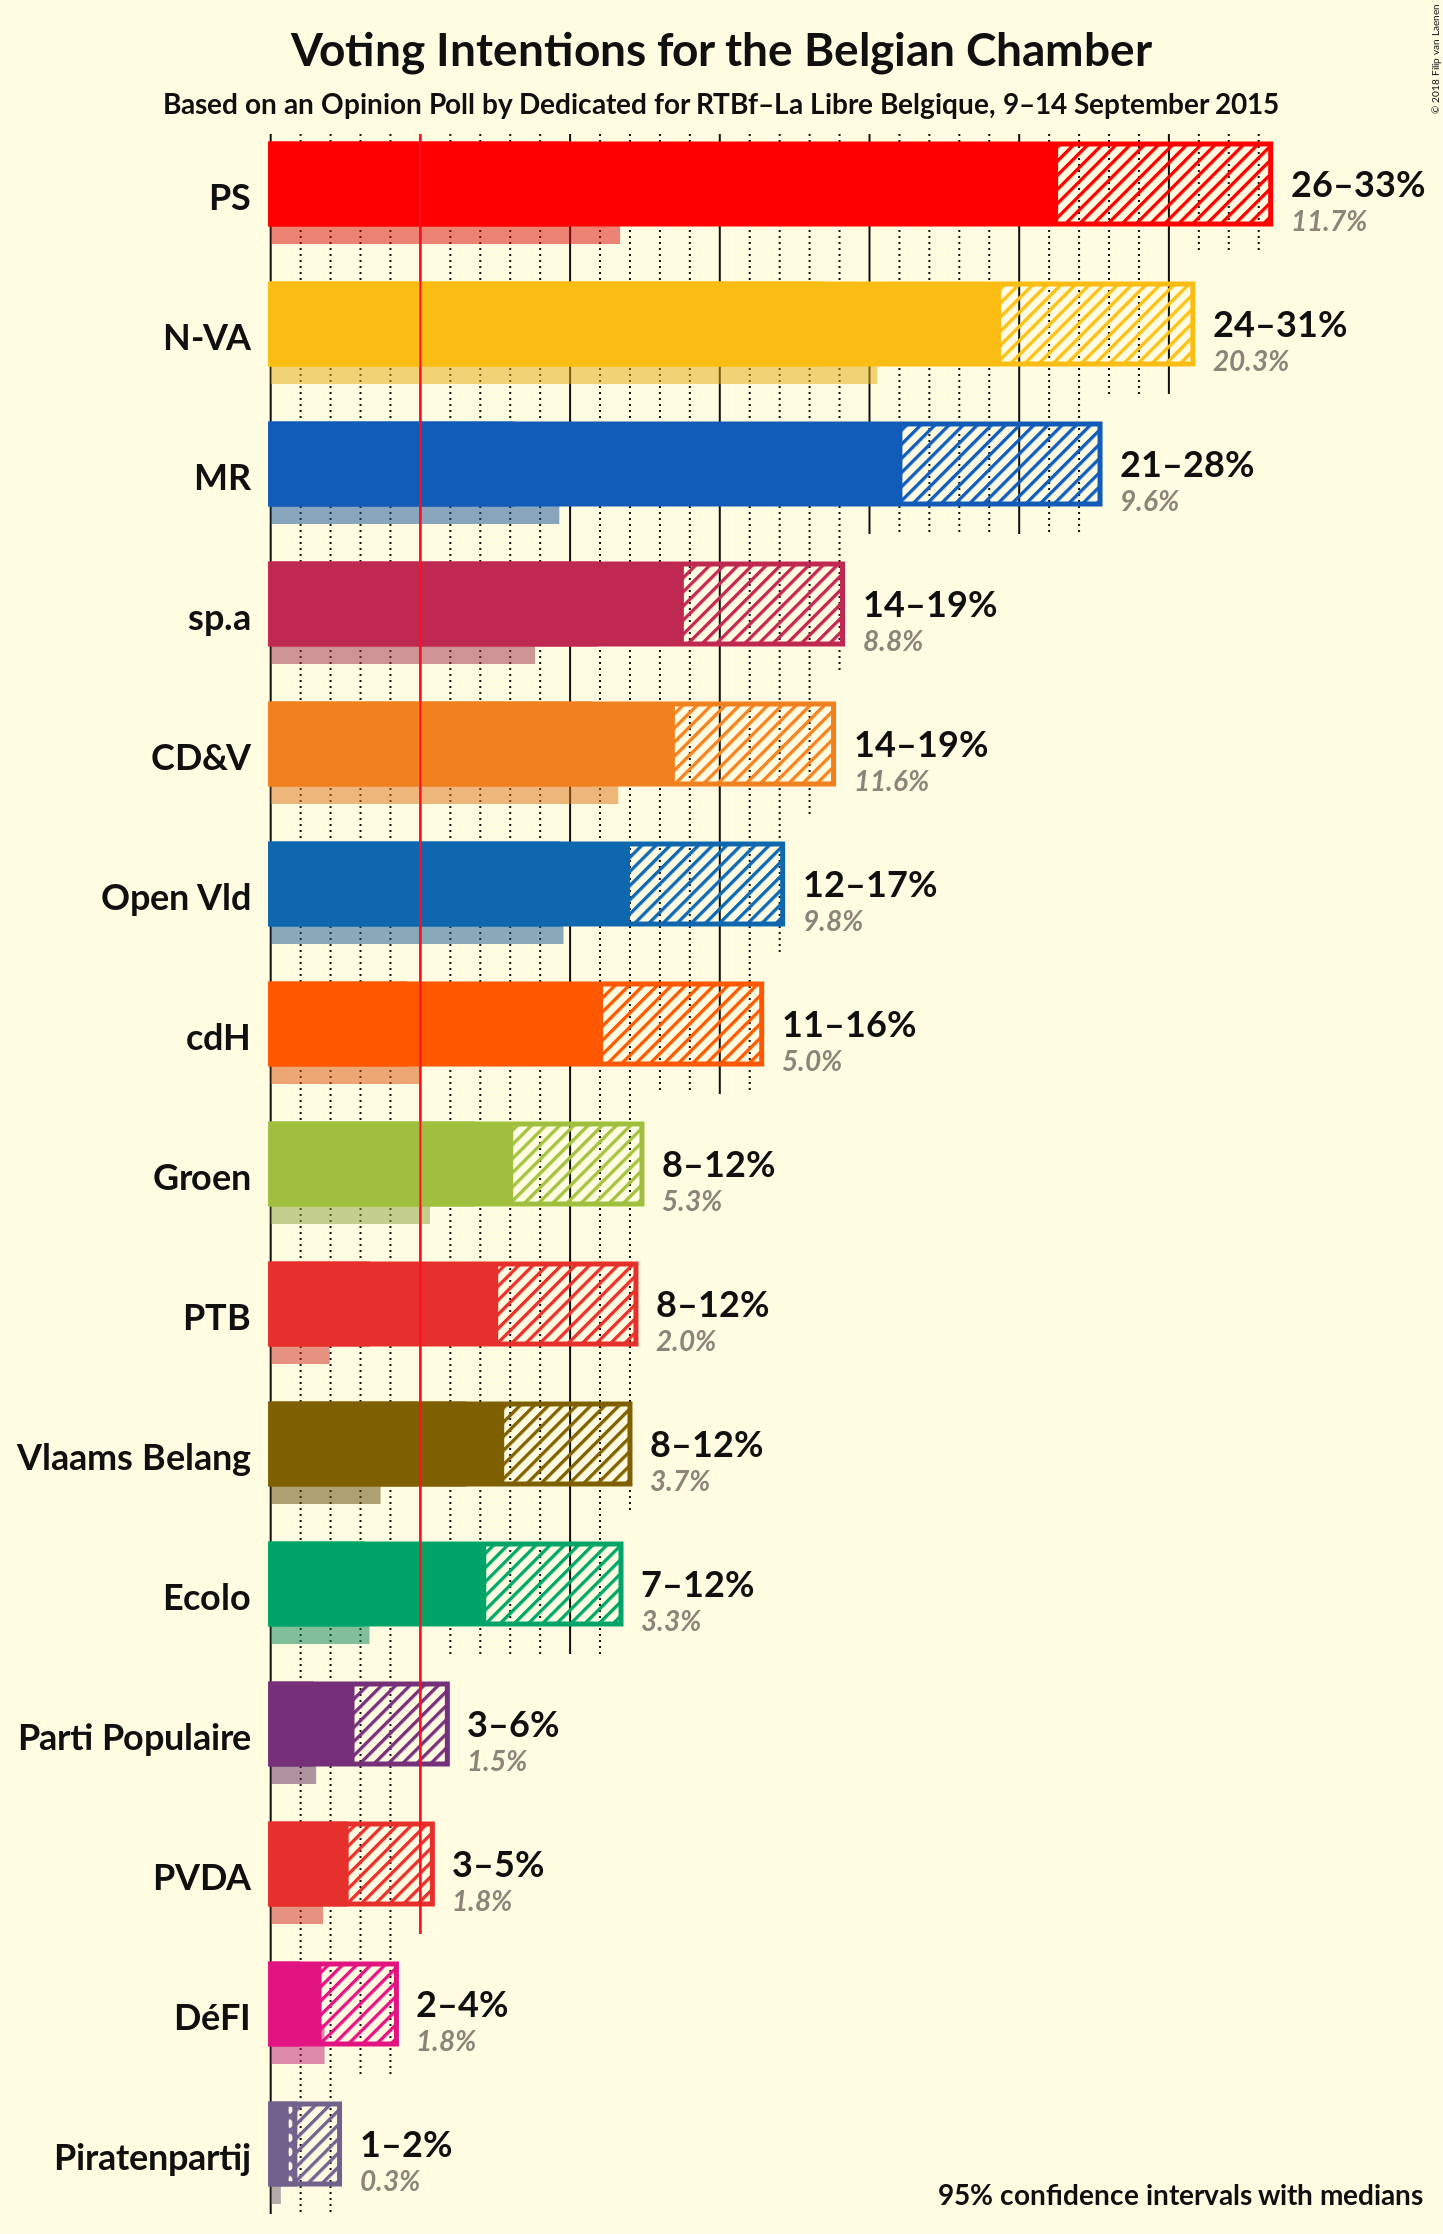 Voting Intentions for the Belgian Chamber
Based on an Opinion Poll by Dedicated for RTBf–La Libre Belgique, 9–14 September 2015
© 2018 Filip van Laenen
PS
26–33%
11.7%
N-VA
24–31%
20.3%
MR
21–28%
9.6%
sp.a
14–19%
8.8%
CD&V
14–19%
11.6%
Open Vld
12–17%
9.8%
cdH
11–16%
5.0%
Groen
8–12%
5.3%
PTB
8–12%
2.0%
Vlaams Belang
8–12%
3.7%
Ecolo
7–12%
3.3%
Parti Populaire
3–6%
1.5%
PVDA
3–5%
1.8%
DéFI
2–4%
1.8%
Piratenpartij
1–2%
0.3%
95% confidence intervals with medians